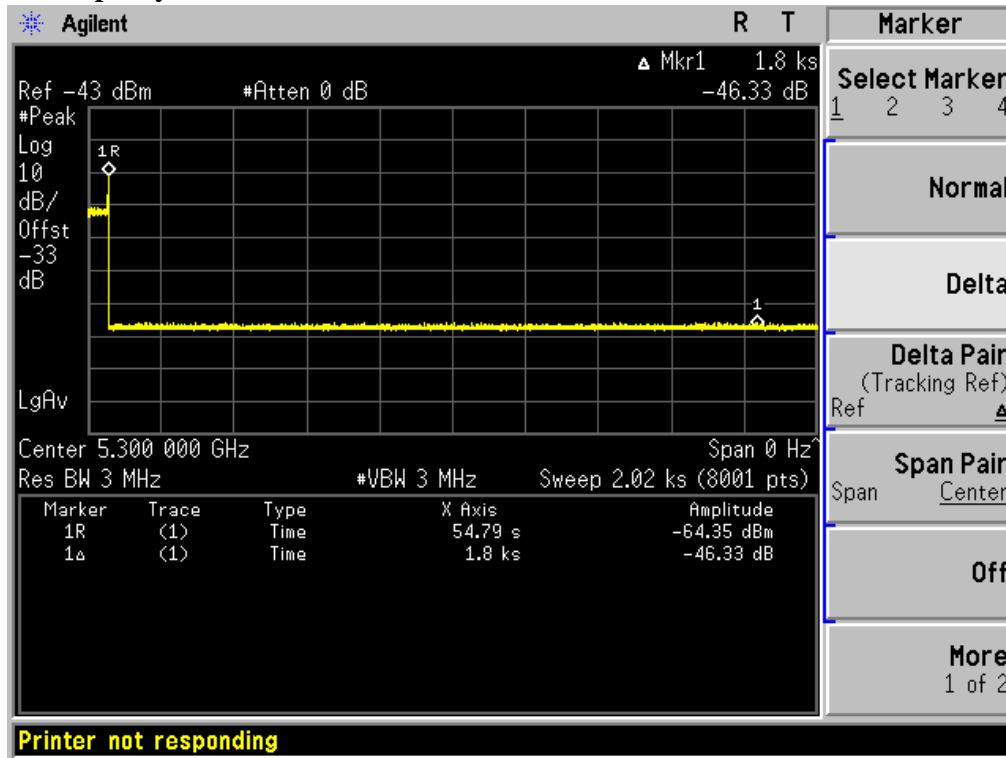 Agilent R T Marker
Δ Mkr1 1.8 ks
Ref -43 dBm #Atten 0 dB -46.33 dB
#Peak
Log
10
dB/
Offst
-33
dB
1R
1
LgAv
Center 5.300 000 GHz Span 0 Hz^
Res BW 3 MHz #VBW 3 MHz Sweep 2.02 ks (8001 pts)
Marker Trace Type X Axis Amplitude
1R (1) Time 54.79 s -64.35 dBm
1Δ (1) Time 1.8 ks -46.33 dB
Select Marker
1 2 3 4
Normal
Delta
Delta Pair
(Tracking Ref)
Ref Δ
Span Pair
Span Center
Off
More
1 of 2
Printer not responding